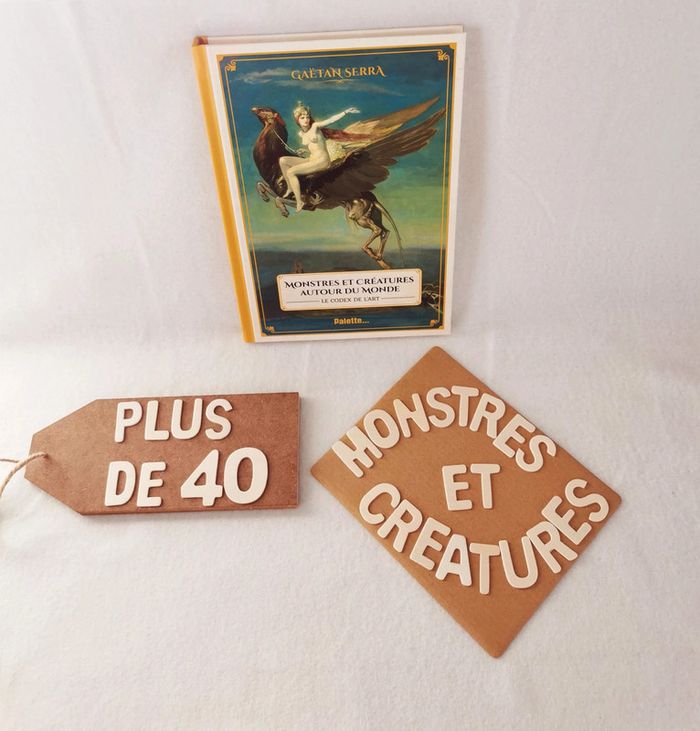 GAËTAN SERRA
MONSTRES ET CRÉATURES
AUTOUR DU MONDE
LE CODEX DE L'ART
Palette...
PLUS
DE 40
MONSTRES
ET
CREATURES